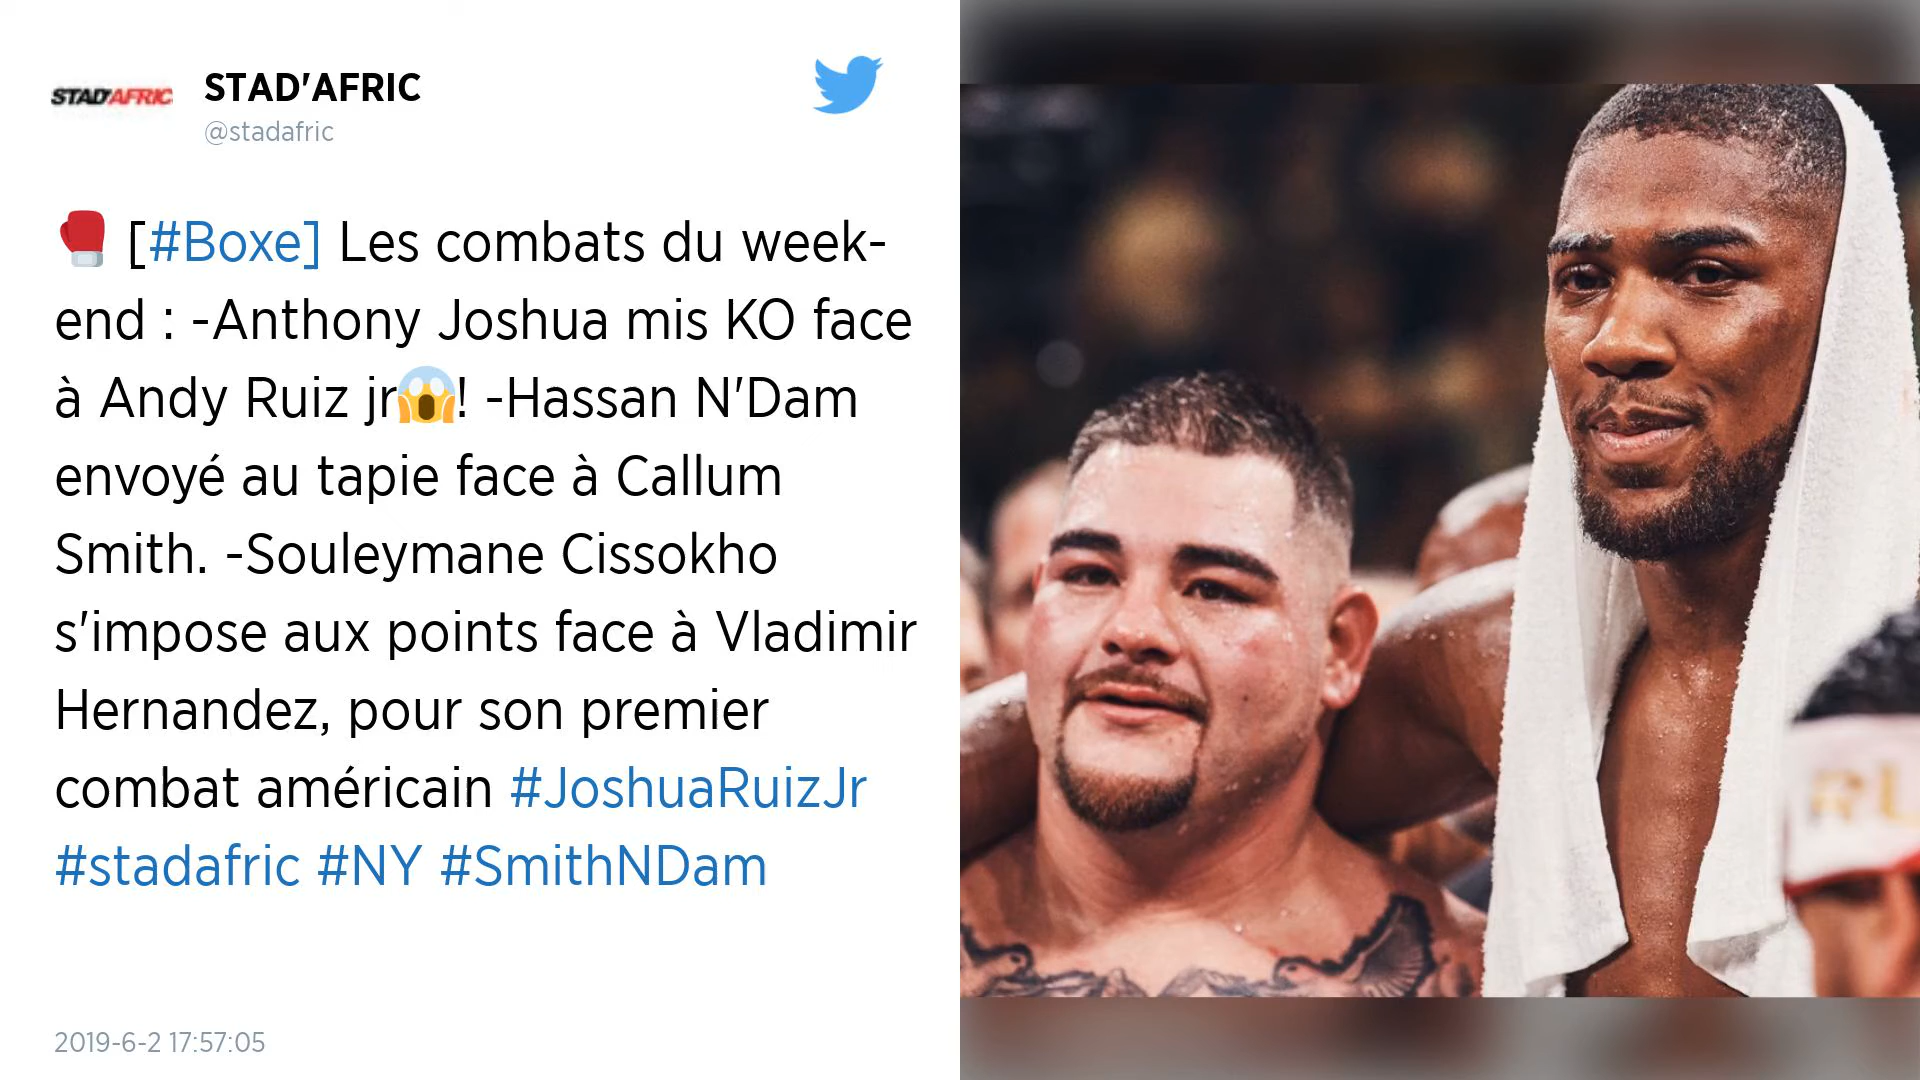 STAD'AFRIC
STAD'AFRIC
@stadafric
🥊 [#Boxe] Les combats du week-
end : -Anthony Joshua mis KO face
à Andy Ruiz jr😱! -Hassan N'Dam
envoyé au tapie face à Callum
Smith. -Souleymane Cissokho
s'impose aux points face à Vladimir
Hernandez, pour son premier
combat américain #JoshuaRuizJr
#stadafric #NY #SmithNDam
2019-6-2 17:57:05